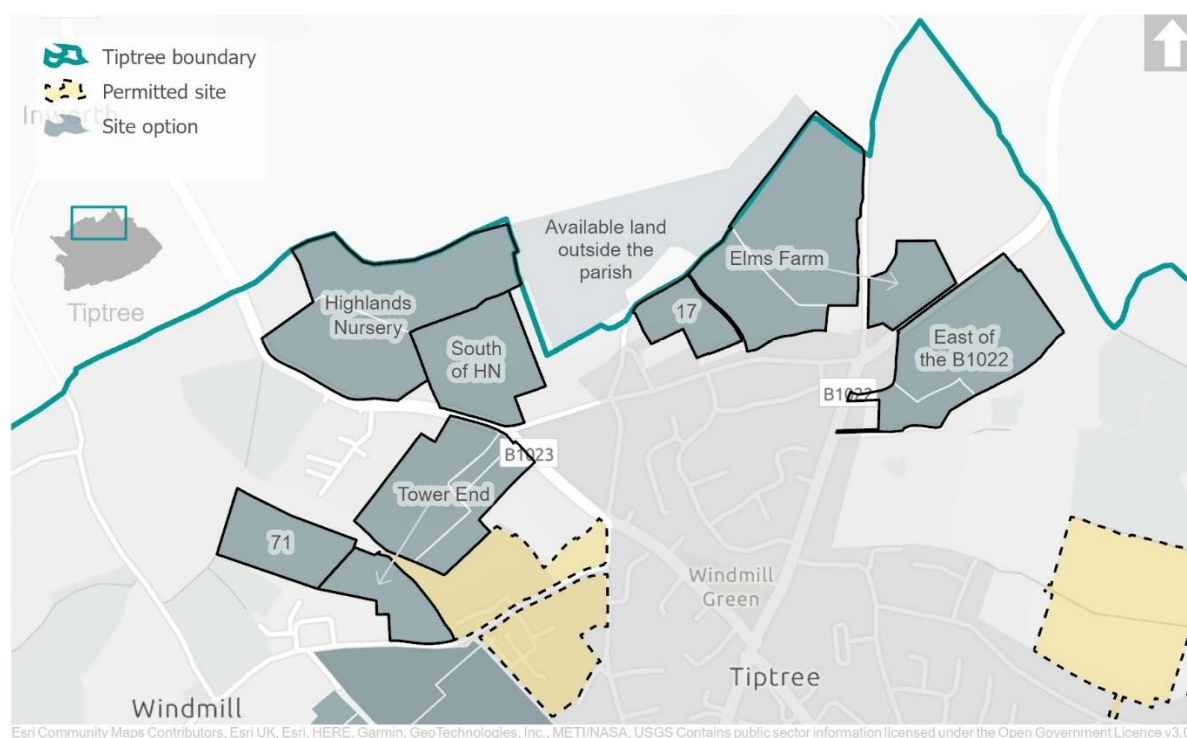 Tiptree boundary
Permitted site
Inworth
Site option
Tiptree
Available land
outside the
parish
Elms Farm
Highlands
Nursery
17
South
of HN
East of
the B1022
B1022
B1023
Tower End
71
Windmill
Green
Tiptree
Windmill
Esri Community Maps Contributors, Esri UK, Esri, HERE, Garmin, GeoTechnologies, Inc., METI/NASA, USGS Contains public sector information licensed under the Open Government Licence v3.0